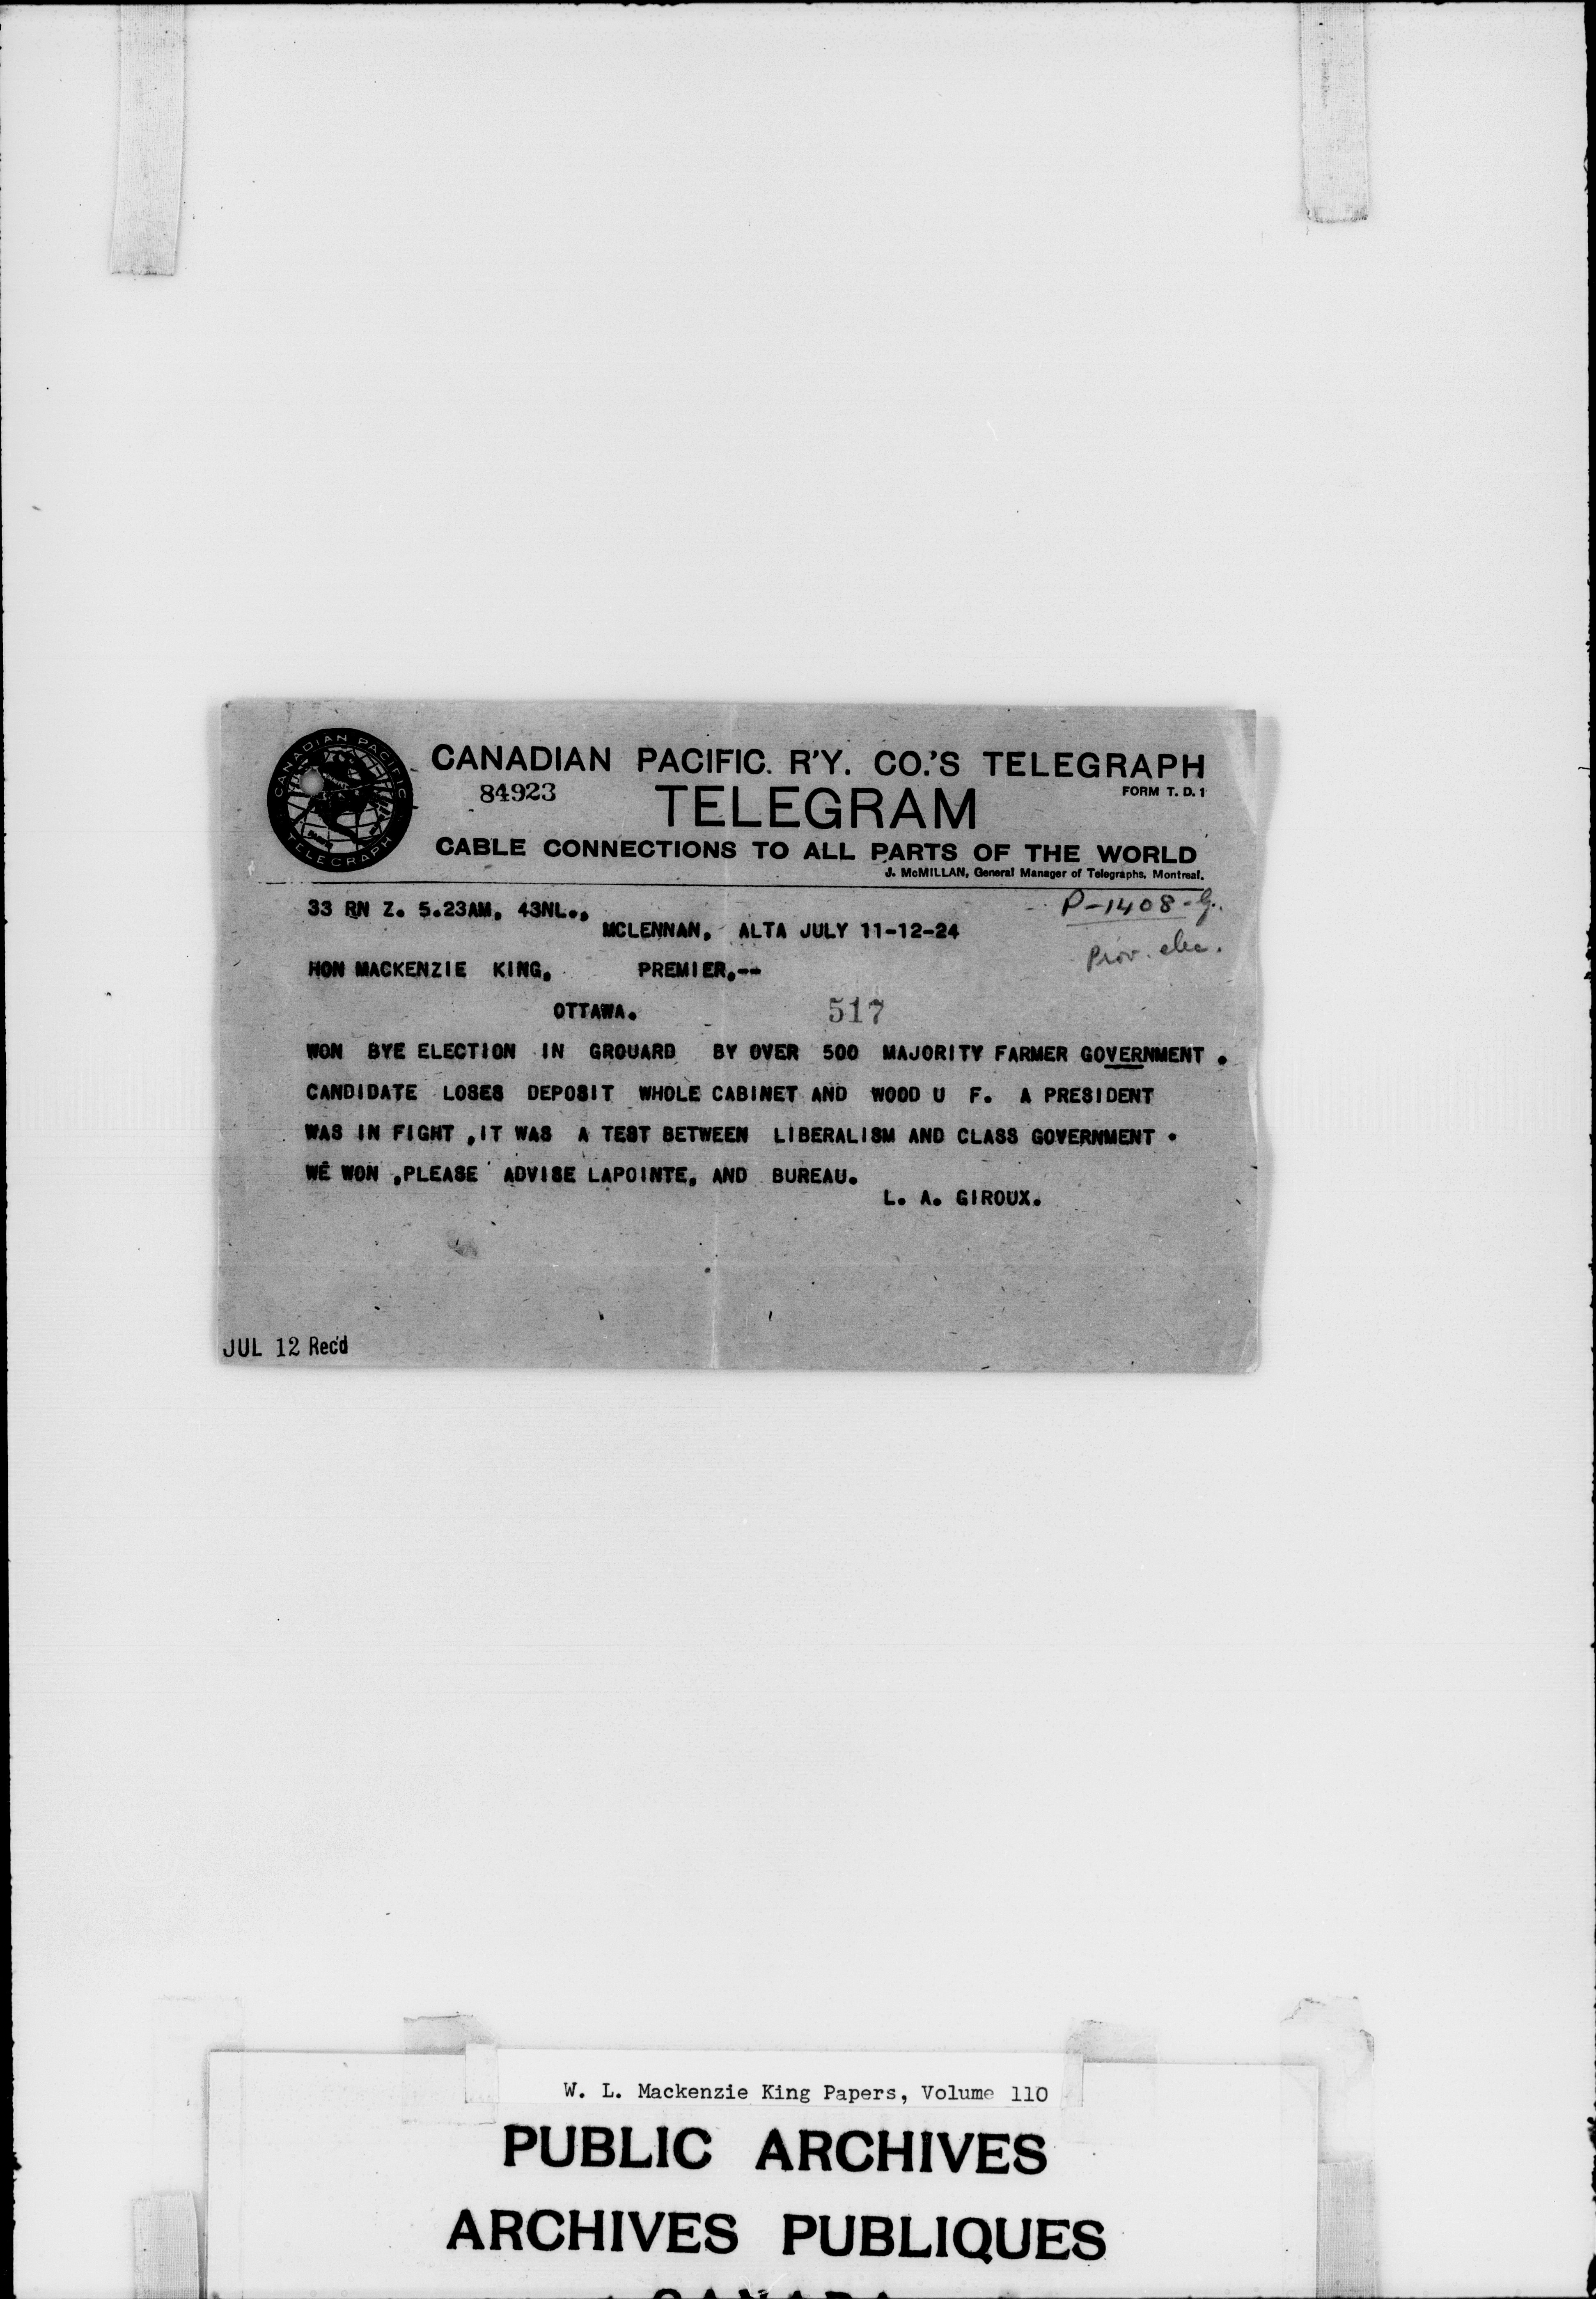 CANADIAN PACIFIC TELEGRAPH
CANADIAN PACIFIC. R'Y. CO.'S TELEGRAPH
84923 TELEGRAM FORM T. D. 1
CABLE CONNECTIONS TO ALL PARTS OF THE WORLD
J. McMILLAN, General Manager of Telegraphs, Montreal.
33 RN Z. 5.23AM, 43NL., P-1408-G.
MCLENNAN, ALTA JULY 11-12-24
Prov. elec.
HON MACKENZIE KING, PREMIER,--
OTTAWA. 517
WON BYE ELECTION IN GROUARD BY OVER 500 MAJORITY FARMER GOVERNMENT .
CANDIDATE LOSES DEPOSIT WHOLE CABINET AND WOOD U F. A PRESIDENT
WAS IN FIGHT ,IT WAS A TEST BETWEEN LIBERALISM AND CLASS GOVERNMENT .
WE WON ,PLEASE ADVISE LAPOINTE, AND BUREAU.
L. A. GIROUX.
JUL 12 Rec'd
W. L. Mackenzie King Papers, Volume 110
PUBLIC ARCHIVES
ARCHIVES PUBLIQUES
CANADA